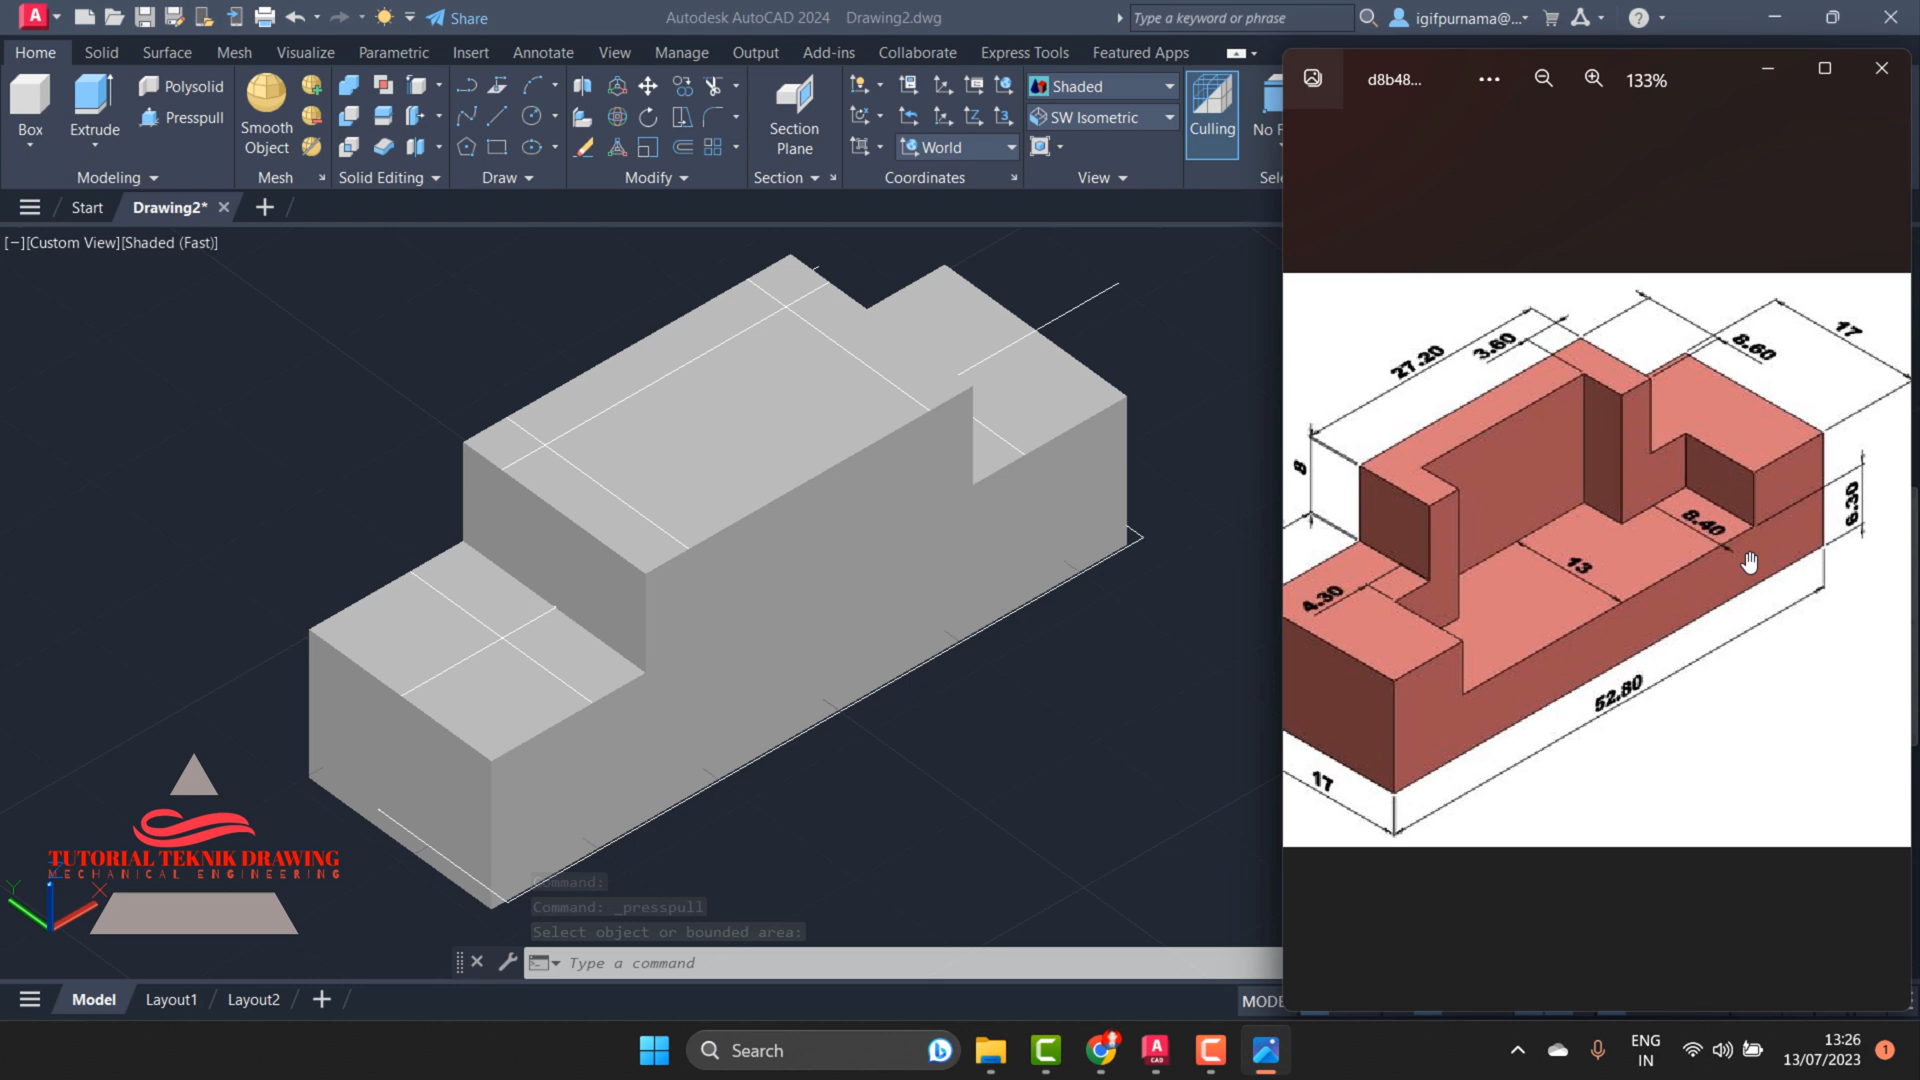 A
Share
Autodesk AutoCAD 2024 Drawing2.dwg
Type a keyword or phrase
igifpurnama@...
Home Solid Surface Mesh Visualize Parametric Insert Annotate View Manage Output Add-ins Collaborate Express Tools Featured Apps
Box
Extrude
Polysolid
Presspull
Smooth
Object
Section
Plane
World
Shaded
SW Isometric
Culling
No F
Modeling
Mesh
Solid Editing
Draw
Modify
Section
Coordinates
View
Sele
Start
Drawing2*
[−][Custom View][Shaded (Fast)]
d8b48...
133%
27.20
3.60
8.60
17
8
6.30
8.40
13
4.30
52.80
17
TUTORIAL TEKNIK DRAWING
MECHANICAL ENGINEERING
Y
Z
X
Command:
Command: _presspull
Select object or bounded area:
Type a command
Model
Layout1
Layout2
MODE
Search
A
CAD
ENG
IN
13:26
13/07/2023
1